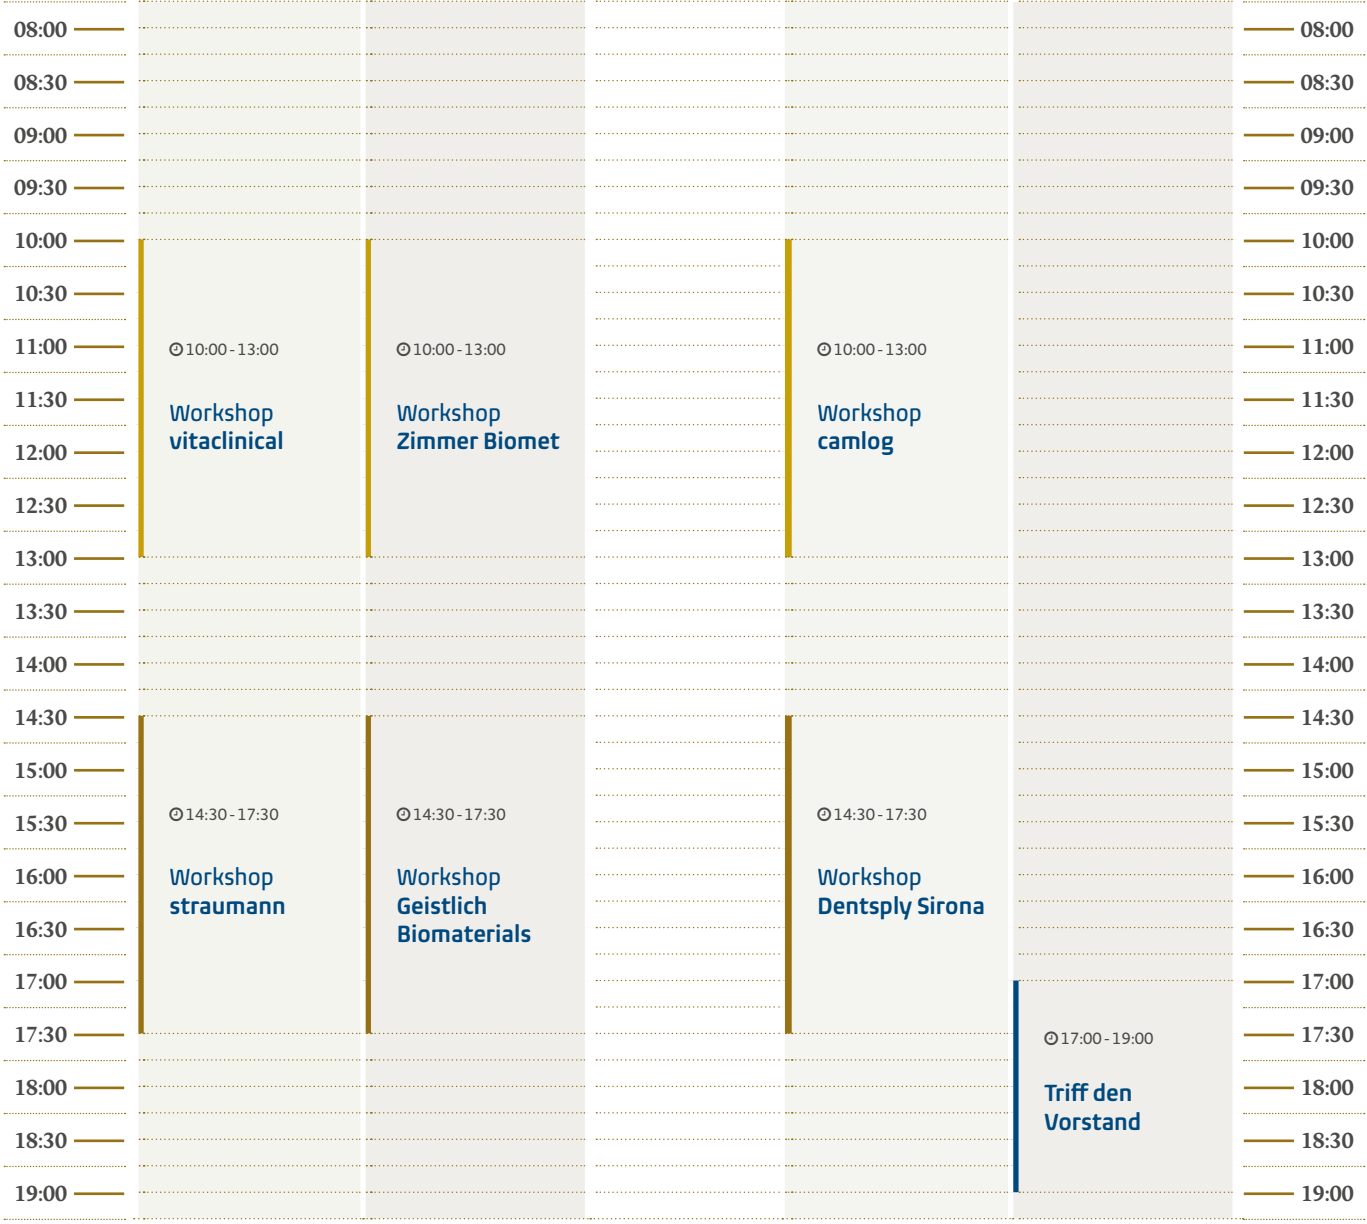 08:00
08:00
08:30
08:30
09:00
09:00
09:30
09:30
10:00
10:00
10:30
10:30
11:00
10:00 - 13:00
10:00 - 13:00
10:00 - 13:00
11:00
11:30
Workshop
Workshop
Workshop
11:30
12:00
vitaclinical
Zimmer Biomet
camlog
12:00
12:30
12:30
13:00
13:00
13:30
13:30
14:00
14:00
14:30
14:30
15:00
15:00
15:30
14:30 - 17:30
14:30 - 17:30
14:30 - 17:30
15:30
16:00
Workshop
Workshop
Workshop
16:00
straumann
Geistlich
Dentsply Sirona
16:30
Biomaterials
16:30
17:00
17:00
17:30
17:00 - 19:00
17:30
18:00
Triff den
18:00
Vorstand
18:30
18:30
19:00
19:00